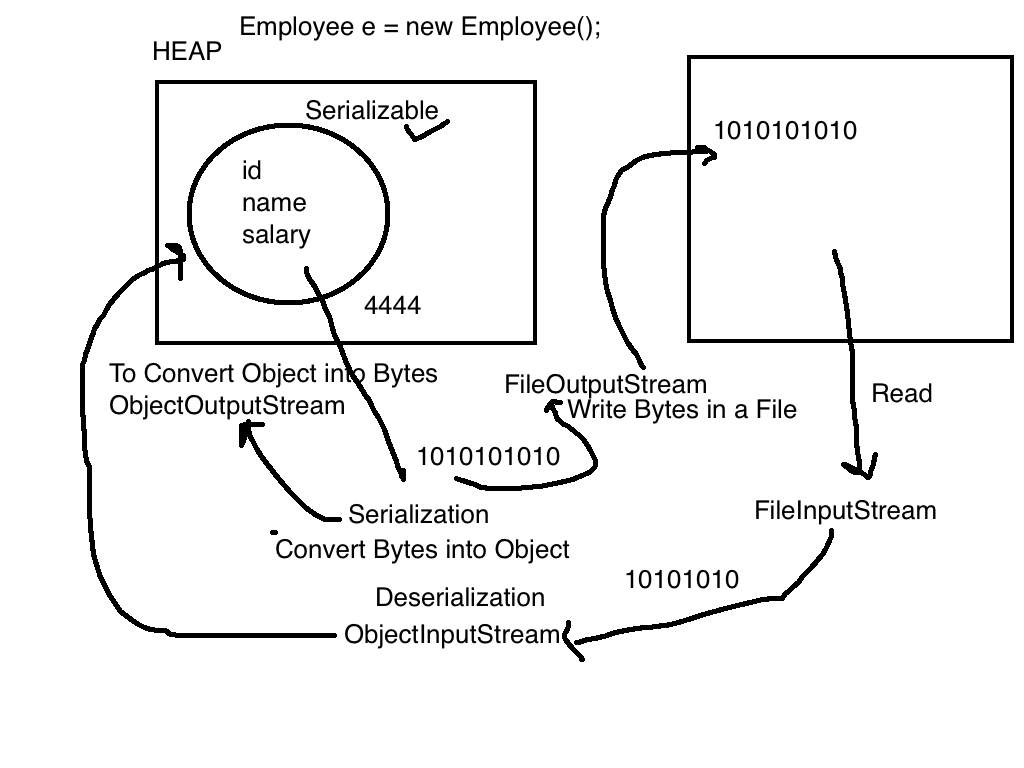 Employee e = new Employee();
HEAP
Serializable
id
name
salary
4444
1010101010
To Convert Object into Bytes
ObjectOutputStream
FileOutputStream
Write Bytes in a File
Read
1010101010
Serialization
Convert Bytes into Object
FileInputStream
10101010
Deserialization
ObjectInputStream